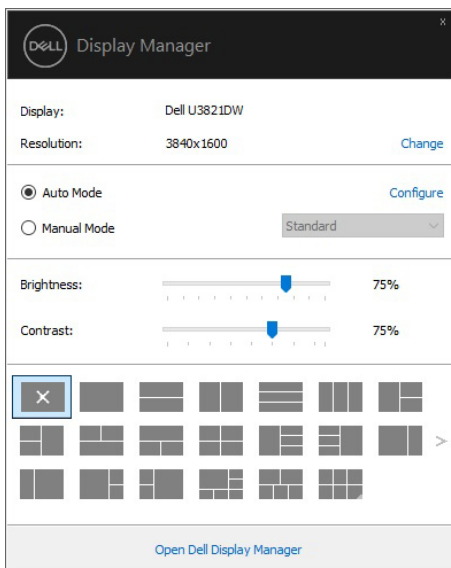 x
DELL Display Manager
Display: Dell U3821DW
Resolution: 3840x1600 Change
Auto Mode Configure
Manual Mode Standard
Brightness: 75%
Contrast: 75%
Open Dell Display Manager